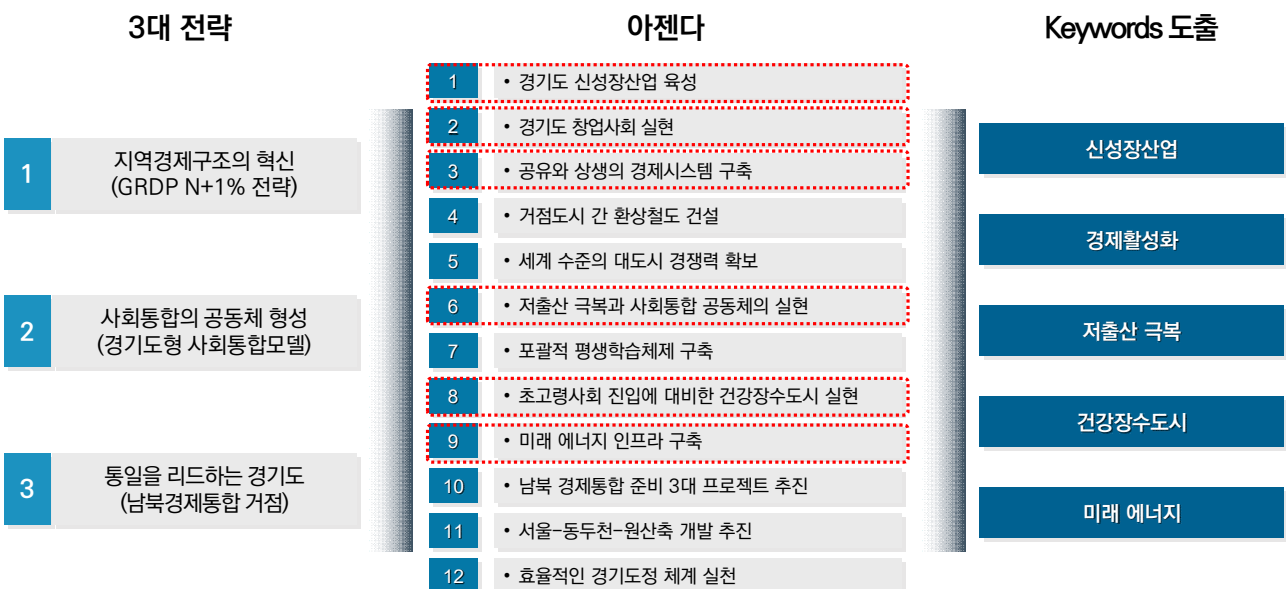 3대 전략
아젠다
Keywords 도출
1
지역경제구조의 혁신
(GRDP N+1% 전략)
2
사회통합의 공동체 형성
(경기도형 사회통합모델)
3
통일을 리드하는 경기도
(남북경제통합 거점)
1 • 경기도 신성장산업 육성
2 • 경기도 창업사회 실현
3 • 공유와 상생의 경제시스템 구축
4 • 거점도시 간 환상철도 건설
5 • 세계 수준의 대도시 경쟁력 확보
6 • 저출산 극복과 사회통합 공동체의 실현
7 • 포괄적 평생학습체제 구축
8 • 초고령사회 진입에 대비한 건강장수도시 실현
9 • 미래 에너지 인프라 구축
10 • 남북 경제통합 준비 3대 프로젝트 추진
11 • 서울-동두천-원산축 개발 추진
12 • 효율적인 경기도정 체계 실천
신성장산업
경제활성화
저출산 극복
건강장수도시
미래 에너지